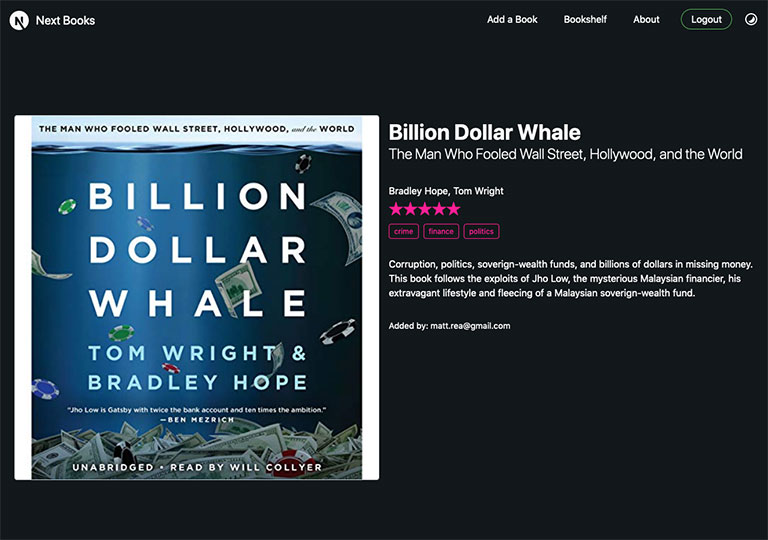 Next Books
Add a Book
Bookshelf
About
Logout
THE MAN WHO FOOLED WALL STREET, HOLLYWOOD, and the WORLD
BILLION
DOLLAR
WHALE
TOM WRIGHT &
BRADLEY HOPE
"Jho Low is Gatsby with twice the bank account and ten times the ambition."
—BEN MEZRICH
UNABRIDGED • READ BY WILL COLLYER
Billion Dollar Whale
The Man Who Fooled Wall Street, Hollywood, and the World
Bradley Hope, Tom Wright
crime
finance
politics
Corruption, politics, soverign-wealth funds, and billions of dollars in missing money.
This book follows the exploits of Jho Low, the mysterious Malaysian financier, his
extravagant lifestyle and fleecing of a Malaysian soverign-wealth fund.
Added by: matt.rea@gmail.com